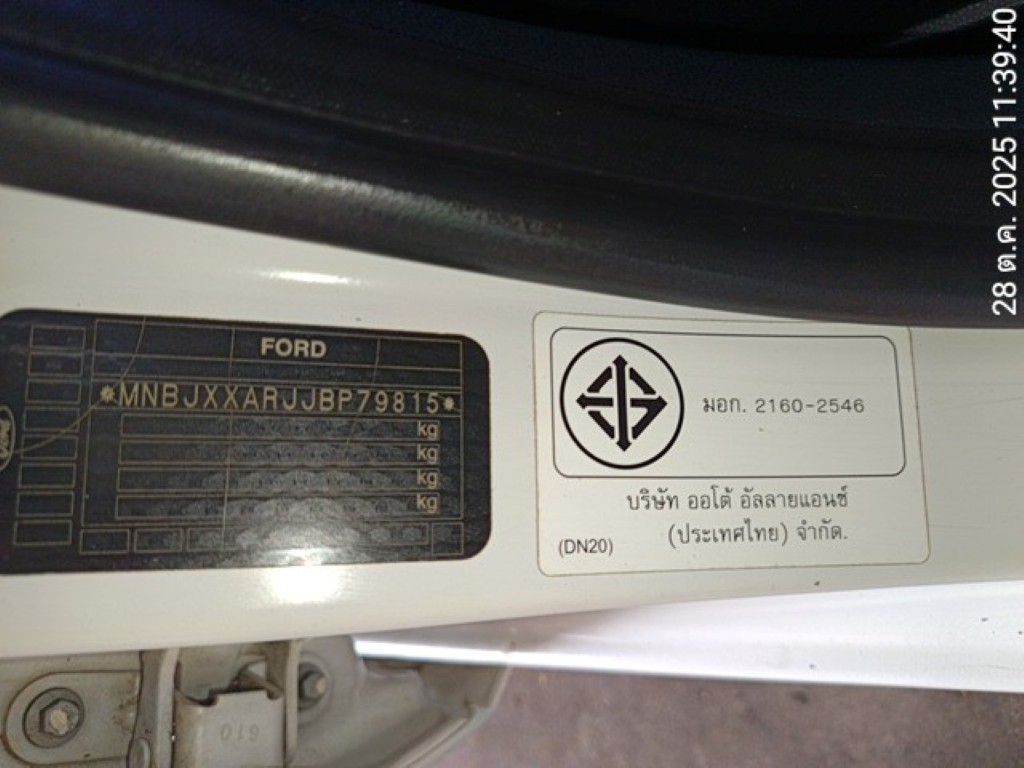 28 ต.ค. 2025 11:39:40
FORD
*MNBJXXARJJBP79815*
kg
kg
kg
kg
มอก. 2160-2546
บริษัท ออโต้ อัลลายแอนซ์
(ประเทศไทย) จำกัด.
(DN20)
610